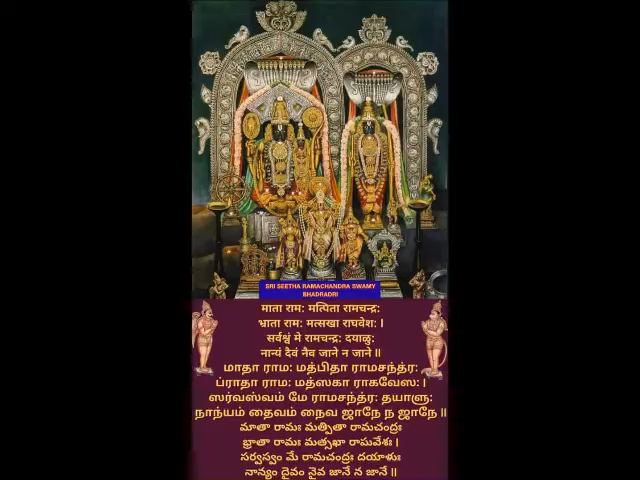 SRI SEETHA RAMACHANDRA SWAMY
BHADRADRI
माता राम: मत्पिता रामचन्द्र:
भ्राता राम: मत्सखा राघवेश: ।
सर्वश्वं मे रामचन्द्र: दयाळु:
नान्यं दैवं नैव जाने न जाने ॥
மாதா ராம: மத்பிதா ராமசந்த்ர:
ப்ராதா ராம: மத்ஸகா ராகவேஸ: ।
ஸர்வஸ்வம் மே ராமசந்த்ர: தயாளு:
நாந்யம் தைவம் நைவ ஜாநே ந ஜாநே ॥
మాతా రామః మత్పితా రామచంద్రః
భ్రాతా రామః మత్సఖా రాఘవేశః ।
సర్వస్వం మే రామచంద్రః దయాళుః
నాన్యం దైవం నైవ జానే న జానే ॥